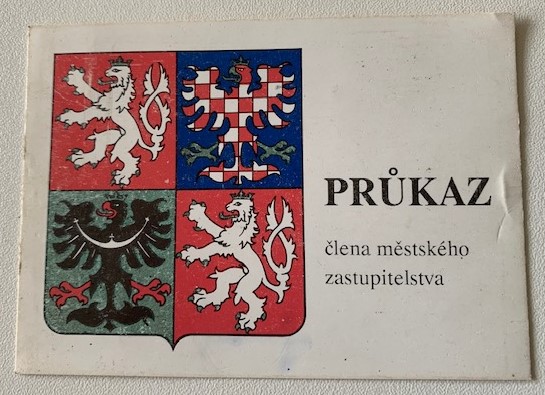 PRŮKAZ
člena městského
zastupitelstva